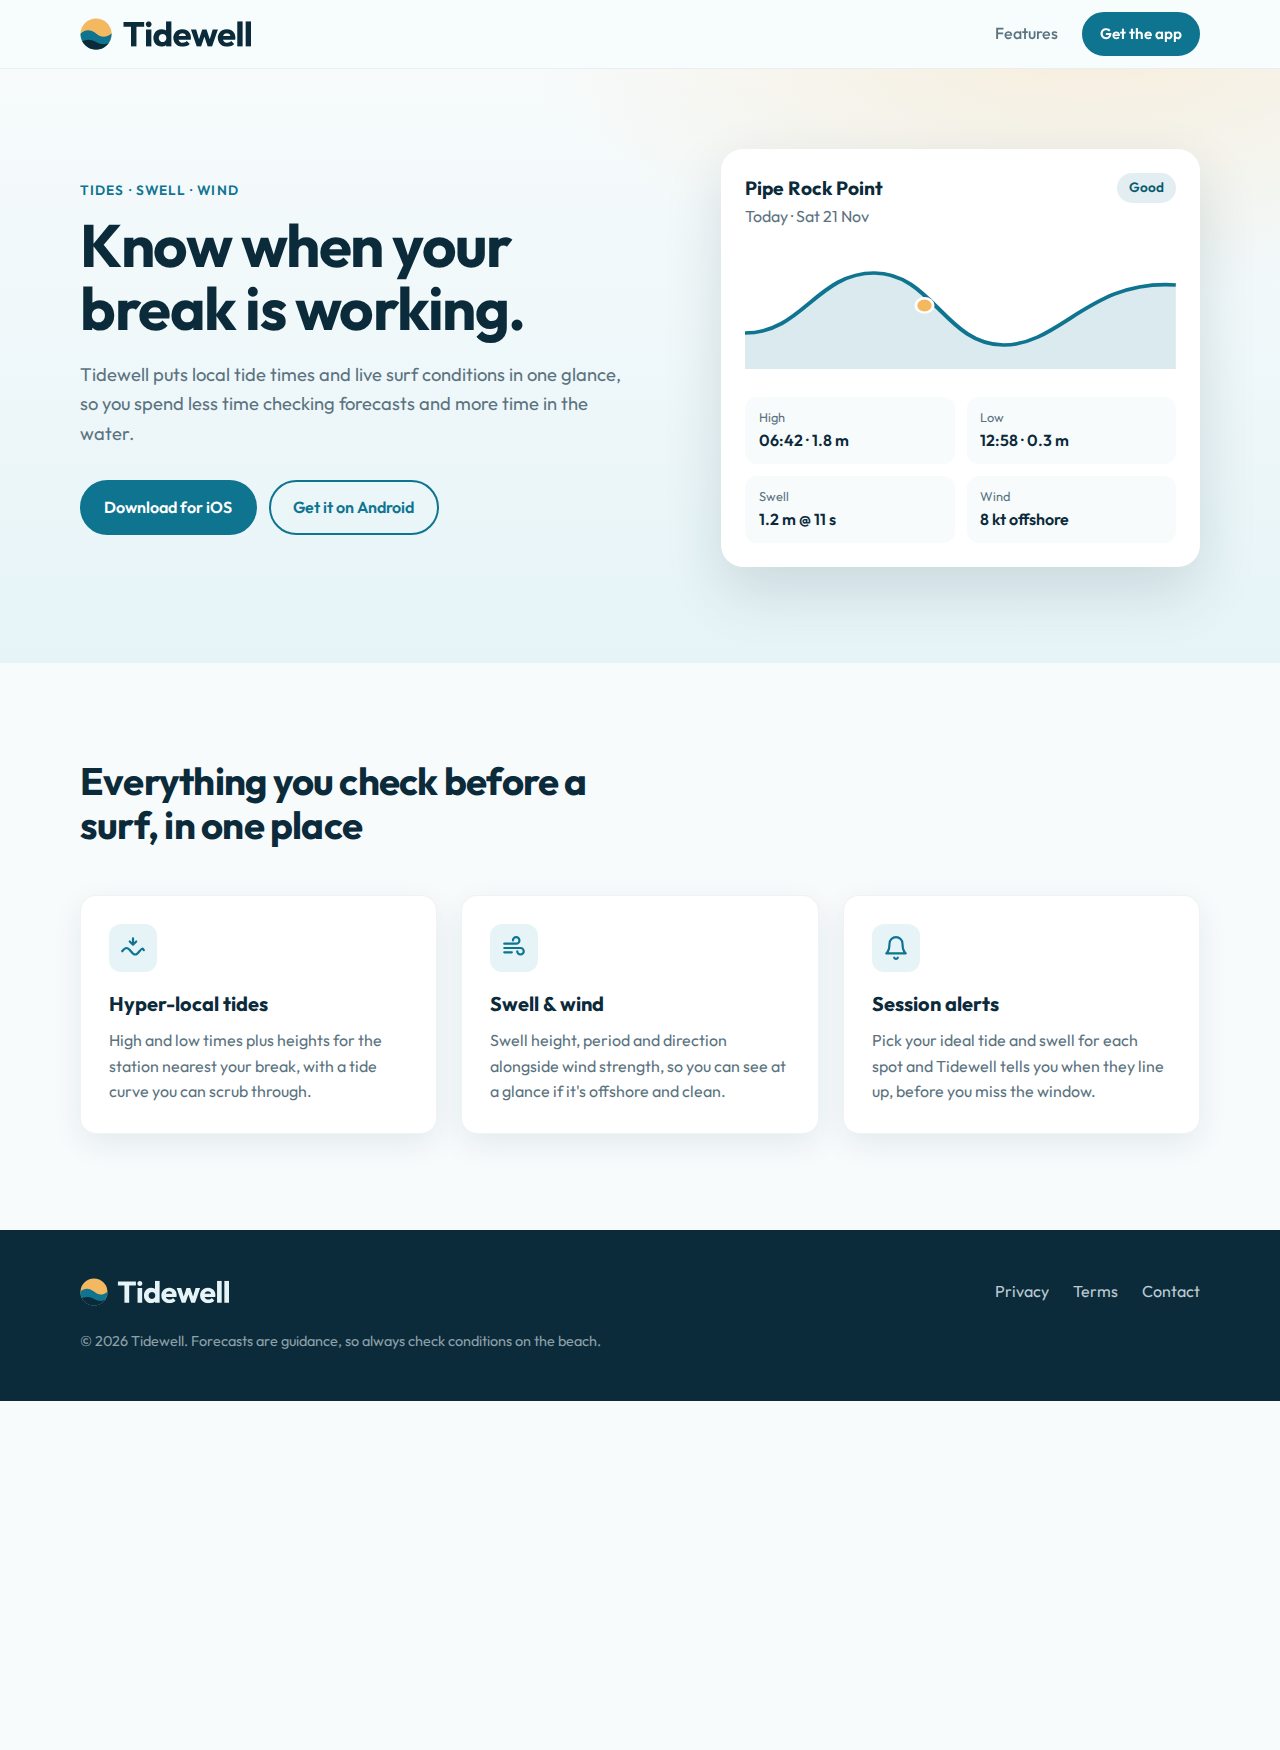 Tidewell
Features
Get the app
TIDES · SWELL · WIND
Know when your
break is working.
Tidewell puts local tide times and live surf conditions in one glance,
so you spend less time checking forecasts and more time in the
water.
Download for iOS
Get it on Android
Pipe Rock Point
Good
Today · Sat 21 Nov
High
06:42 · 1.8 m
Low
12:58 · 0.3 m
Swell
1.2 m @ 11 s
Wind
8 kt offshore
Everything you check before a
surf, in one place
Hyper-local tides
High and low times plus heights for the
station nearest your break, with a tide
curve you can scrub through.
Swell & wind
Swell height, period and direction
alongside wind strength, so you can see at
a glance if it's offshore and clean.
Session alerts
Pick your ideal tide and swell for each
spot and Tidewell tells you when they line
up, before you miss the window.
Tidewell
Privacy
Terms
Contact
© 2026 Tidewell. Forecasts are guidance, so always check conditions on the beach.